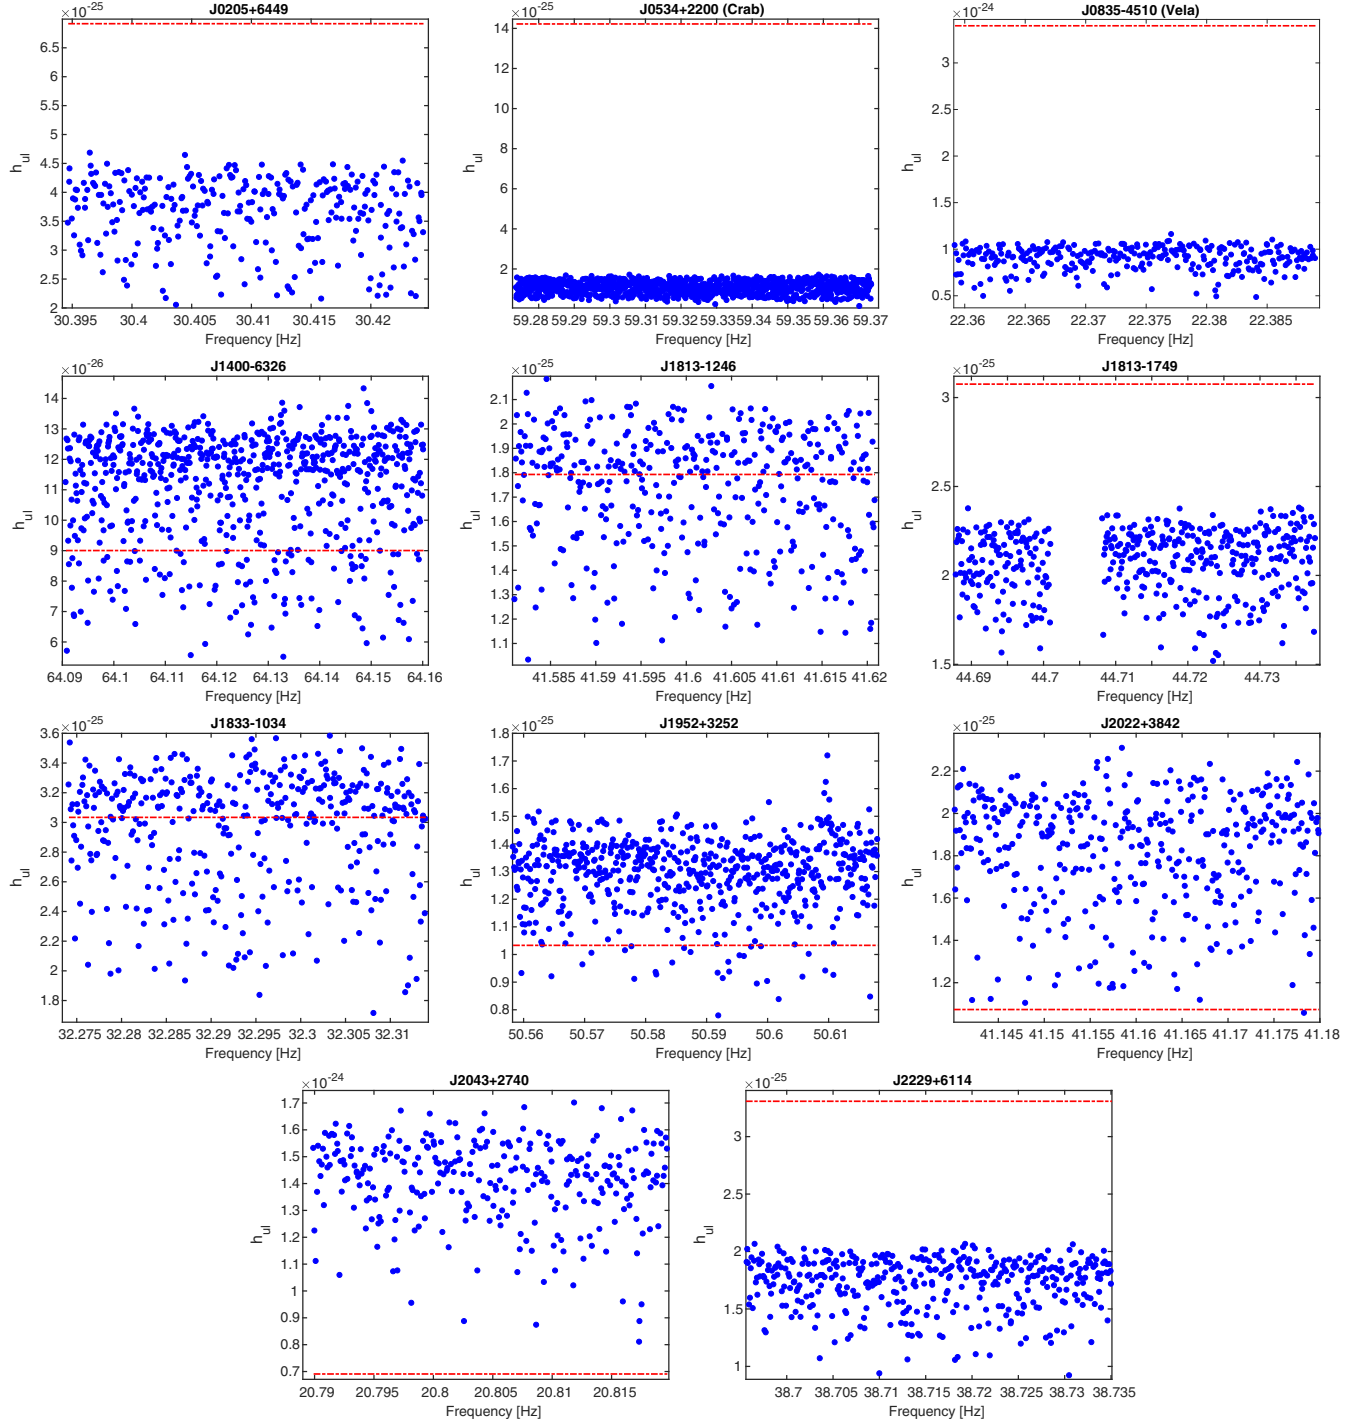 J0205+6449
×10-25
6.5
6
5.5
5
4.5
4
3.5
3
2.5
2
hul
30.395 30.4 30.405 30.41 30.415 30.42
Frequency [Hz]
J0534+2200 (Crab)
×10-25
14
12
10
8
6
4
2
hul
59.28 59.29 59.3 59.31 59.32 59.33 59.34 59.35 59.36 59.37
Frequency [Hz]
J0835-4510 (Vela)
×10-24
3
2.5
2
1.5
1
0.5
hul
22.36 22.365 22.37 22.375 22.38 22.385
Frequency [Hz]
J1400-6326
×10-26
14
13
12
11
10
9
8
7
6
hul
64.09 64.1 64.11 64.12 64.13 64.14 64.15 64.16
Frequency [Hz]
J1813-1246
×10-25
2.1
2
1.9
1.8
1.7
1.6
1.5
1.4
1.3
1.2
1.1
hul
41.585 41.59 41.595 41.6 41.605 41.61 41.615 41.62
Frequency [Hz]
J1813-1749
×10-25
3
2.5
2
1.5
hul
44.69 44.7 44.71 44.72 44.73
Frequency [Hz]
J1833-1034
×10-25
3.6
3.4
3.2
3
2.8
2.6
2.4
2.2
2
1.8
hul
32.275 32.28 32.285 32.29 32.295 32.3 32.305 32.31
Frequency [Hz]
J1952+3252
×10-25
1.8
1.7
1.6
1.5
1.4
1.3
1.2
1.1
1
0.9
0.8
hul
50.56 50.57 50.58 50.59 50.6 50.61
Frequency [Hz]
J2022+3842
×10-25
2.2
2
1.8
1.6
1.4
1.2
hul
41.145 41.15 41.155 41.16 41.165 41.17 41.175 41.18
Frequency [Hz]
J2043+2740
×10-24
1.7
1.6
1.5
1.4
1.3
1.2
1.1
1
0.9
0.8
0.7
hul
20.79 20.795 20.8 20.805 20.81 20.815
Frequency [Hz]
J2229+6114
×10-25
3
2.5
2
1.5
1
hul
38.7 38.705 38.71 38.715 38.72 38.725 38.73 38.735
Frequency [Hz]